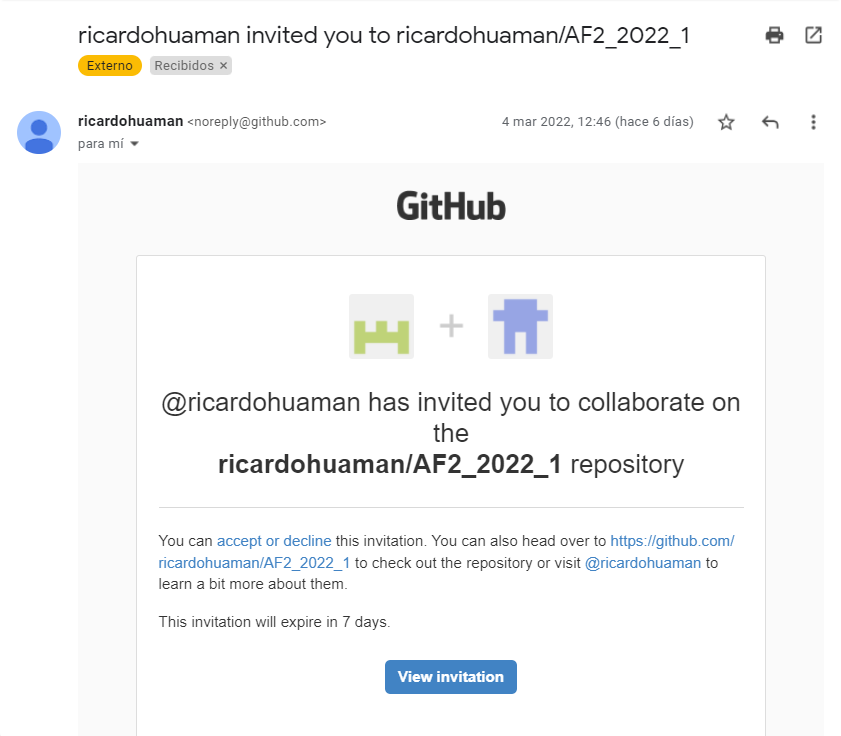 ricardohuaman invited you to ricardohuaman/AF2_2022_1
Externo Recibidos ×
ricardohuaman <noreply@github.com> 4 mar 2022, 12:46 (hace 6 días)
para mí
GitHub
@ricardohuaman has invited you to collaborate on
the
ricardohuaman/AF2_2022_1 repository
You can accept or decline this invitation. You can also head over to https://github.com/
ricardohuaman/AF2_2022_1 to check out the repository or visit @ricardohuaman to
learn a bit more about them.
This invitation will expire in 7 days.
View invitation